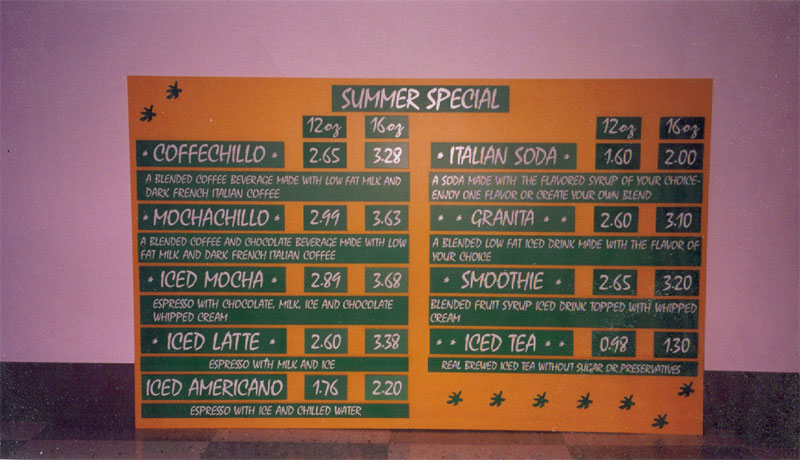 SUMMER SPECIAL
12oz 16oz
• COFFECHILLO • 2.65 3.28
A BLENDED COFFEE BEVERAGE MADE WITH LOW FAT MILK AND
DARK FRENCH ITALIAN COFFEE
• MOCHACHILLO • 2.99 3.63
A BLENDED COFFEE AND CHOCOLATE BEVERAGE MADE WITH LOW
FAT MILK AND DARK FRENCH ITALIAN COFFEE
• ICED MOCHA • 2.89 3.68
ESPRESSO WITH CHOCOLATE, MILK, ICE AND CHOCOLATE
WHIPPED CREAM
• ICED LATTE • 2.60 3.38
ESPRESSO WITH MILK AND ICE
ICED AMERICANO 1.76 2.20
ESPRESSO WITH ICE AND CHILLED WATER
12oz 16oz
• ITALIAN SODA • 1.60 2.00
A SODA MADE WITH THE FLAVORED SYRUP OF YOUR CHOICE-
ENJOY ONE FLAVOR OR CREATE YOUR OWN BLEND
• • GRANITA • • 2.60 3.10
A BLENDED LOW FAT ICED DRINK MADE WITH THE FLAVOR OF
YOUR CHOICE
• SMOOTHIE • 2.65 3.20
BLENDED FRUIT SYRUP ICED DRINK TOPPED WITH WHIPPED
CREAM
• • ICED TEA • • 0.98 1.30
REAL BREWED ICED TEA WITHOUT SUGAR OR PRESERVATIVES